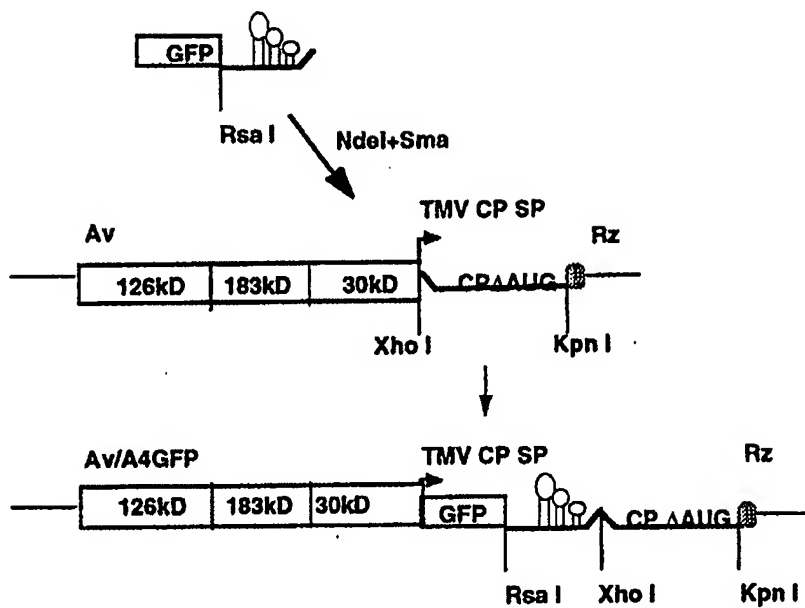 GFP
Rsa I
NdeI+Sma
TMV CP SP
Av
Rz
126kD 183kD 30kD
CPΔAUG
Xho I
Kpn I
Av/A4GFP
TMV CP SP
Rz
126kD 183kD 30kD
GFP
CP ΔAUG
Rsa I
Xho I
Kpn I